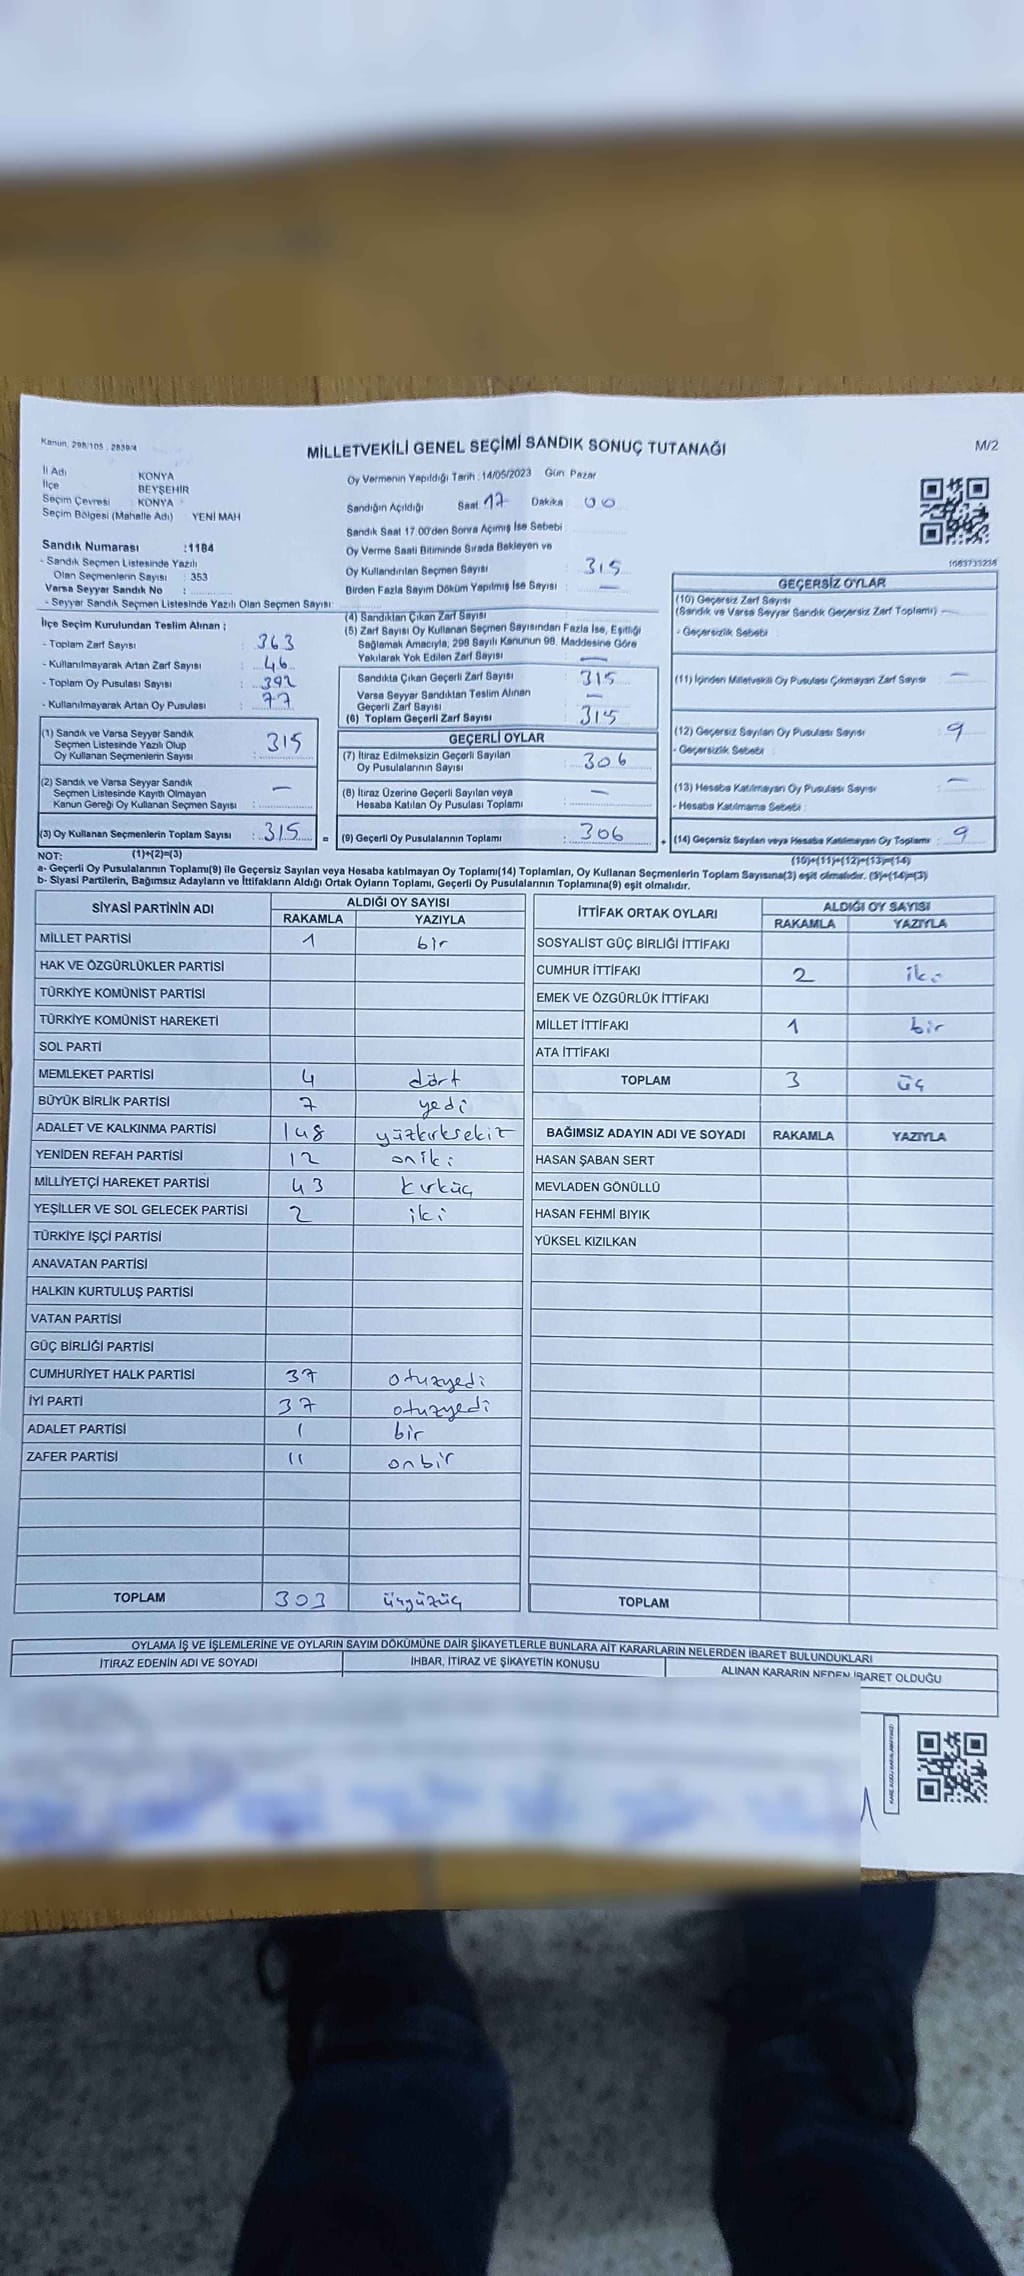 Kanun, 298/105, 2839/4
MİLLETVEKİLİ GENEL SEÇİMİ SANDIK SONUÇ TUTANAĞI
M/2
İl Adı KONYA
İlçe BEYŞEHİR
Seçim Çevresi KONYA
Seçim Bölgesi (Mahalle Adı) YENİ MAH
Oy Vermenin Yapıldığı Tarih : 14/05/2023 Gün Pazar
Sandığın Açıldığı Saat 17 Dakika 00
Sandık Saat 17:00'den Sonra Açımış İse Sebebi
Oy Verme Saati Bitiminde Sırada Bekleyen ve
Oy Kullandırılan Seçmen Sayısı : 315
Birden Fazla Sayım Döküm Yapılmış İse Sayısı : —
1083733238
Sandık Numarası :1184
- Sandık Seçmen Listesinde Yazılı
Olan Seçmenlerin Sayısı : 353
Varsa Seyyar Sandık No :
- Seyyar Sandık Seçmen Listesinde Yazılı Olan Seçmen Sayısı:
İlçe Seçim Kurulundan Teslim Alınan ;
- Toplam Zarf Sayısı : 363
- Kullanılmayarak Artan Zarf Sayısı : 46
- Toplam Oy Pusulası Sayısı : 392
- Kullanılmayarak Artan Oy Pusulası : 77
(1) Sandık ve Varsa Seyyar Sandık
Seçmen Listesinde Yazılı Olup
Oy Kullanan Seçmenlerin Sayısı : 315
(2) Sandık ve Varsa Seyyar Sandık
Seçmen Listesinde Kayıtlı Olmayan
Kanun Gereği Oy Kullanan Seçmen Sayısı : —
(3) Oy Kullanan Seçmenlerin Toplam Sayısı : 315 =
(1)+(2)=(3)
(4) Sandıktan Çıkan Zarf Sayısı
(5) Zarf Sayısı Oy Kullanan Seçmen Sayısından Fazla İse, Eşitliği
Sağlamak Amacıyla, 298 Sayılı Kanunun 98. Maddesine Göre
Yakılarak Yok Edilen Zarf Sayısı : —
Sandıkta Çıkan Geçerli Zarf Sayısı : 315
Varsa Seyyar Sandıktan Teslim Alınan
Geçerli Zarf Sayısı —
(6) Toplam Geçerli Zarf Sayısı : 315
GEÇERLİ OYLAR
(7) İtiraz Edilmeksizin Geçerli Sayılan
Oy Pusulalarının Sayısı : 306
(8) İtiraz Üzerine Geçerli Sayılan veya
Hesaba Katılan Oy Pusulası Toplamı : —
(9) Geçerli Oy Pusulalarının Toplamı : 306 +
GEÇERSİZ OYLAR
(10) Geçersiz Zarf Sayısı
(Sandık ve Varsa Seyyar Sandık Geçersiz Zarf Toplamı) —
- Geçersizlik Sebebi :
(11) İçinden Milletvekili Oy Pusulası Çıkmayan Zarf Sayısı : —
(12) Geçersiz Sayılan Oy Pusulası Sayısı : 9
- Geçersizlik Sebebi :
(13) Hesaba Katılmayan Oy Pusulası Sayısı : —
- Hesaba Katılmama Sebebi :
(14) Geçersiz Sayılan veya Hesaba Katılmayan Oy Toplamı : 9
(10)+(11)+(12)+(13)=(14)
NOT:
a- Geçerli Oy Pusulalarının Toplamı(9) ile Geçersiz Sayılan veya Hesaba katılmayan Oy Toplamı(14) Toplamları, Oy Kullanan Seçmenlerin Toplam Sayısına(3) eşit olmalıdır. (9)+(14)=(3)
b- Siyasi Partilerin, Bağımsız Adayların ve İttifakların Aldığı Ortak Oyların Toplamı, Geçerli Oy Pusulalarının Toplamına(9) eşit olmalıdır.
SİYASİ PARTİNİN ADI ALDIĞI OY SAYISI
RAKAMLA YAZIYLA
MİLLET PARTİSİ 1 bir
HAK VE ÖZGÜRLÜKLER PARTİSİ
TÜRKİYE KOMÜNİST PARTİSİ
TÜRKİYE KOMÜNİST HAREKETİ
SOL PARTİ
MEMLEKET PARTİSİ 4 dört
BÜYÜK BİRLİK PARTİSİ 7 yedi
ADALET VE KALKINMA PARTİSİ 148 yüzkırksekiz
YENİDEN REFAH PARTİSİ 12 oniki
MİLLİYETÇİ HAREKET PARTİSİ 43 kırküç
YEŞİLLER VE SOL GELECEK PARTİSİ 2 iki
TÜRKİYE İŞÇİ PARTİSİ
ANAVATAN PARTİSİ
HALKIN KURTULUŞ PARTİSİ
VATAN PARTİSİ
GÜÇ BİRLİĞİ PARTİSİ
CUMHURİYET HALK PARTİSİ 37 otuzyedi
İYİ PARTİ 37 otuzyedi
ADALET PARTİSİ 1 bir
ZAFER PARTİSİ 11 onbir
TOPLAM 303 üçyüzüç
İTTİFAK ORTAK OYLARI ALDIĞI OY SAYISI
RAKAMLA YAZIYLA
SOSYALİST GÜÇ BİRLİĞİ İTTİFAKI
CUMHUR İTTİFAKI 2 iki
EMEK VE ÖZGÜRLÜK İTTİFAKI
MİLLET İTTİFAKI 1 bir
ATA İTTİFAKI
TOPLAM 3 üç
BAĞIMSIZ ADAYIN ADI VE SOYADI RAKAMLA YAZIYLA
HASAN ŞABAN SERT
MEVLADEN GÖNÜLLÜ
HASAN FEHMİ BIYIK
YÜKSEL KIZILKAN
TOPLAM
OYLAMA İŞ VE İŞLEMLERİNE VE OYLARIN SAYIM DÖKÜMÜNE DAİR ŞİKAYETLERLE BUNLARA AİT KARARLARIN NELERDEN İBARET BULUNDUKLARI
İTİRAZ EDENİN ADI VE SOYADI İHBAR, İTİRAZ VE ŞİKAYETİN KONUSU ALINAN KARARIN NEDEN İBARET OLDUĞU